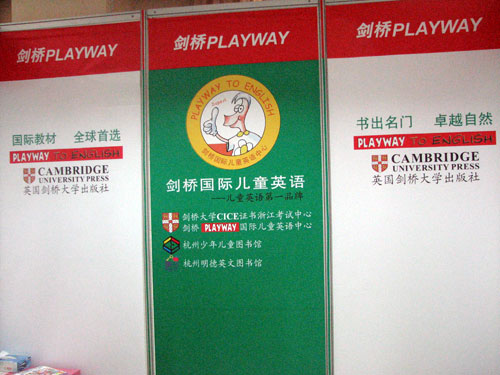 剑桥PLAYWAY
国际教材 全球首选
PLAYWAY TO ENGLISH
CAMBRIDGE
UNIVERSITY PRESS
英国剑桥大学出版社
剑桥PLAYWAY
PLAYWAY TO ENGLISH
剑桥国际儿童英语中心
剑桥国际儿童英语
——儿童英语第一品牌
剑桥大学CICE证书浙江考试中心
剑桥 PLAYWAY 国际儿童英语中心
杭州少年儿童图书馆
杭州明德英文图书馆
剑桥PLAYWAY
书出名门 卓越自然
PLAYWAY TO ENGLISH
CAMBRIDGE
UNIVERSITY PRESS
英国剑桥大学出版社